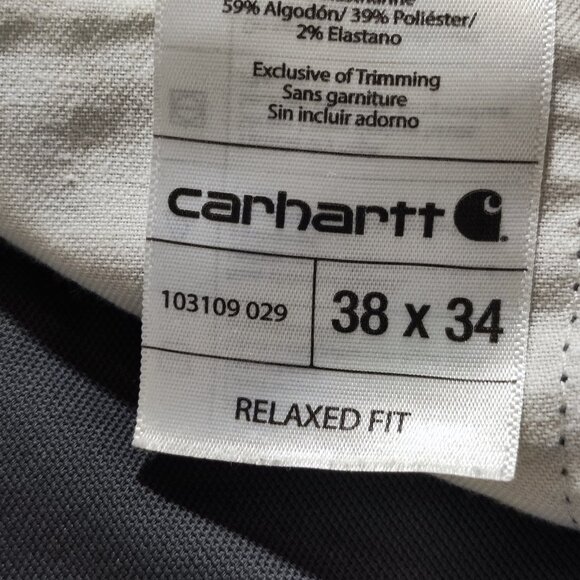 59% Algodón/ 39% Poliéster/
2% Elastano
Exclusive of Trimming
Sans garniture
Sin incluir adorno
carhartt
103109 029
38 x 34
RELAXED FIT